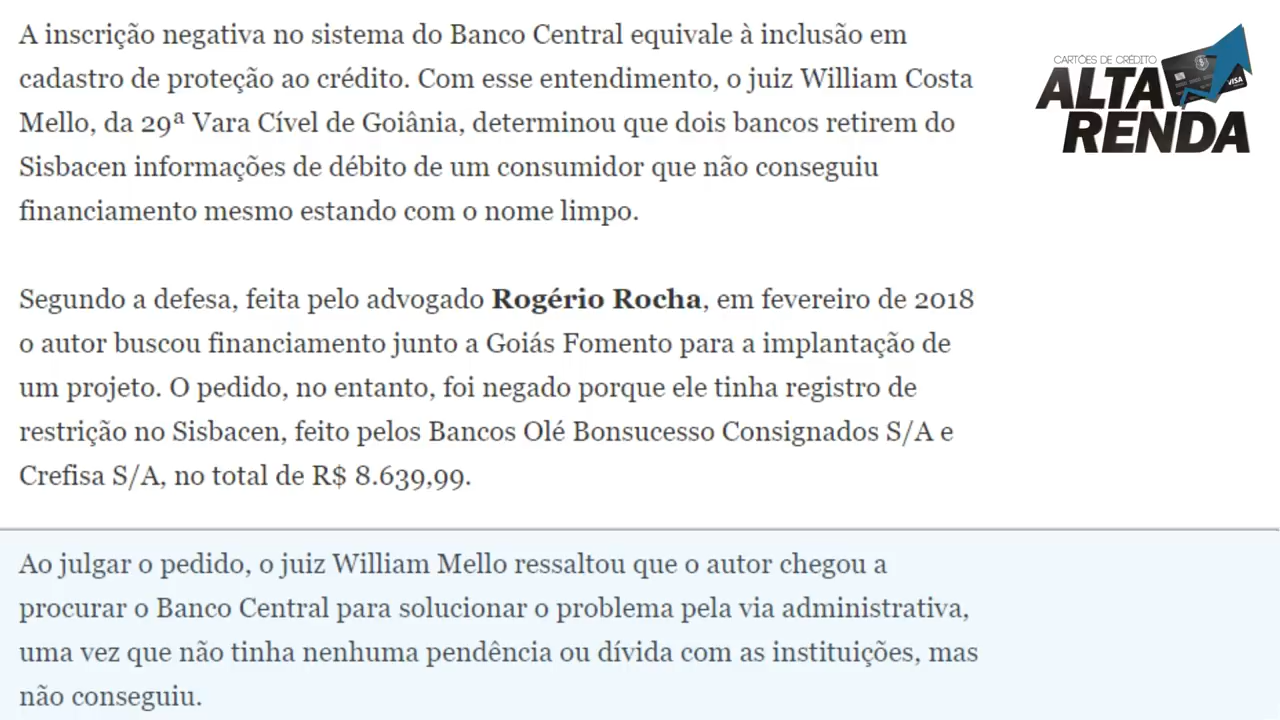 A inscrição negativa no sistema do Banco Central equivale à inclusão em
cadastro de proteção ao crédito. Com esse entendimento, o juiz William Costa
Mello, da 29ª Vara Cível de Goiânia, determinou que dois bancos retirem do
Sisbacen informações de débito de um consumidor que não conseguiu
financiamento mesmo estando com o nome limpo.
CARTÕES DE CRÉDITO
ALTA
RENDA
VISA
Segundo a defesa, feita pelo advogado Rogério Rocha, em fevereiro de 2018
o autor buscou financiamento junto a Goiás Fomento para a implantação de
um projeto. O pedido, no entanto, foi negado porque ele tinha registro de
restrição no Sisbacen, feito pelos Bancos Olé Bonsucesso Consignados S/A e
Crefisa S/A, no total de R$ 8.639,99.
Ao julgar o pedido, o juiz William Mello ressaltou que o autor chegou a
procurar o Banco Central para solucionar o problema pela via administrativa,
uma vez que não tinha nenhuma pendência ou dívida com as instituições, mas
não conseguiu.